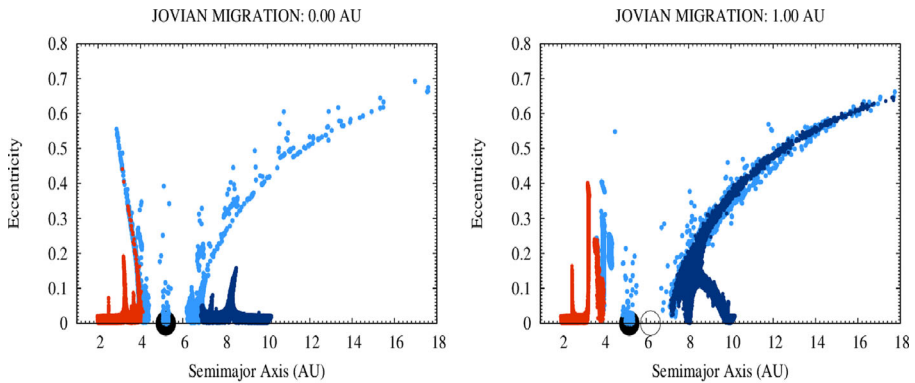 JOVIAN MIGRATION: 0.00 AU
0.8
0.7
0.6
0.5
0.4
0.3
0.2
0.1
0
Eccentricity
2 4 6 8 10 12 14 16 18
Semimajor Axis (AU)
JOVIAN MIGRATION: 1.00 AU
0.8
0.7
0.6
0.5
0.4
0.3
0.2
0.1
0
Eccentricity
2 4 6 8 10 12 14 16 18
Semimajor Axis (AU)